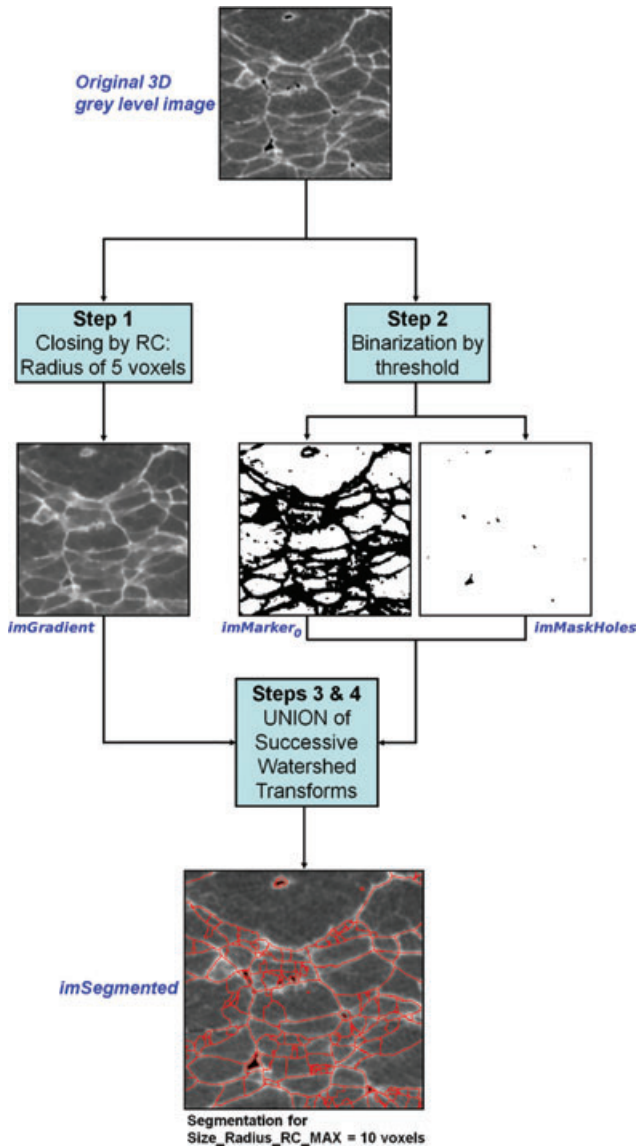 Original 3D
grey level image
Step 1
Closing by RC:
Radius of 5 voxels
Step 2
Binarization by
threshold
imGradient
imMarker₀
imMaskHoles
Steps 3 & 4
UNION of
Successive
Watershed
Transforms
imSegmented
Segmentation for
Size_Radius_RC_MAX = 10 voxels